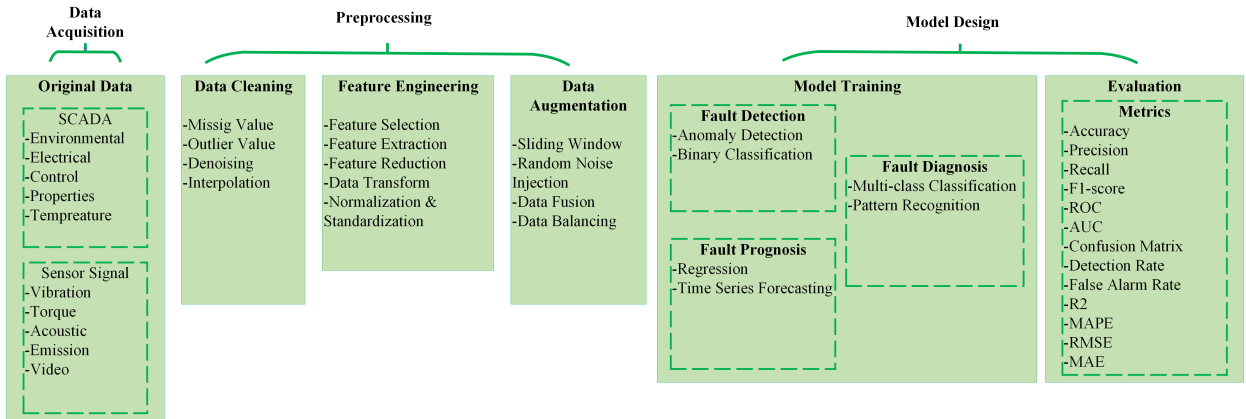 Data
Acquisition
Preprocessing
Model Design
Original Data
SCADA
-Environmental
-Electrical
-Control
-Properties
-Tempreature
Sensor Signal
-Vibration
-Torque
-Acoustic
-Emission
-Video
Data Cleaning
-Missig Value
-Outlier Value
-Denoising
-Interpolation
Feature Engineering
-Feature Selection
-Feature Extraction
-Feature Reduction
-Data Transform
-Normalization &
Standardization
Data
Augmentation
-Sliding Window
-Random Noise
Injection
-Data Fusion
-Data Balancing
Model Training
Fault Detection
-Anomaly Detection
-Binary Classification
Fault Diagnosis
-Multi-class Classification
-Pattern Recognition
Fault Prognosis
-Regression
-Time Series Forecasting
Evaluation
Metrics
-Accuracy
-Precision
-Recall
-F1-score
-ROC
-AUC
-Confusion Matrix
-Detection Rate
-False Alarm Rate
-R2
-MAPE
-RMSE
-MAE